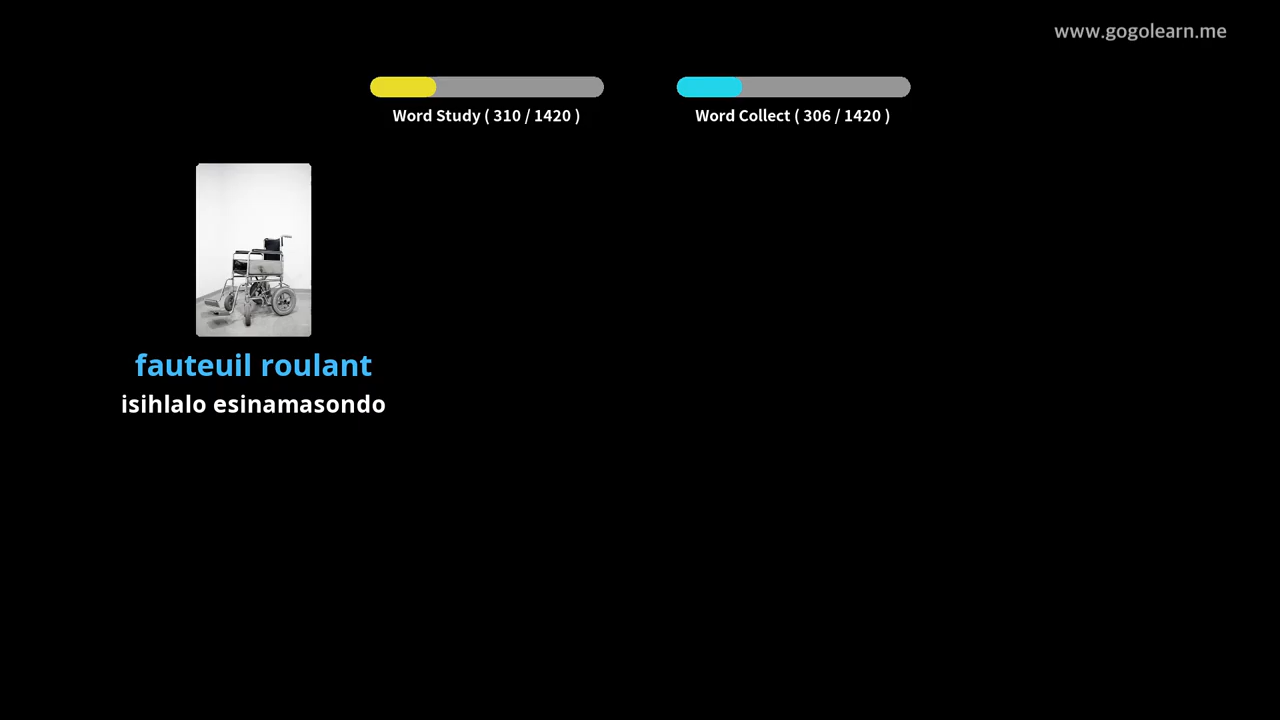 www.gogolearn.me
Word Study ( 310 / 1420 )
Word Collect ( 306 / 1420 )
fauteuil roulant
isihlalo esinamasondo